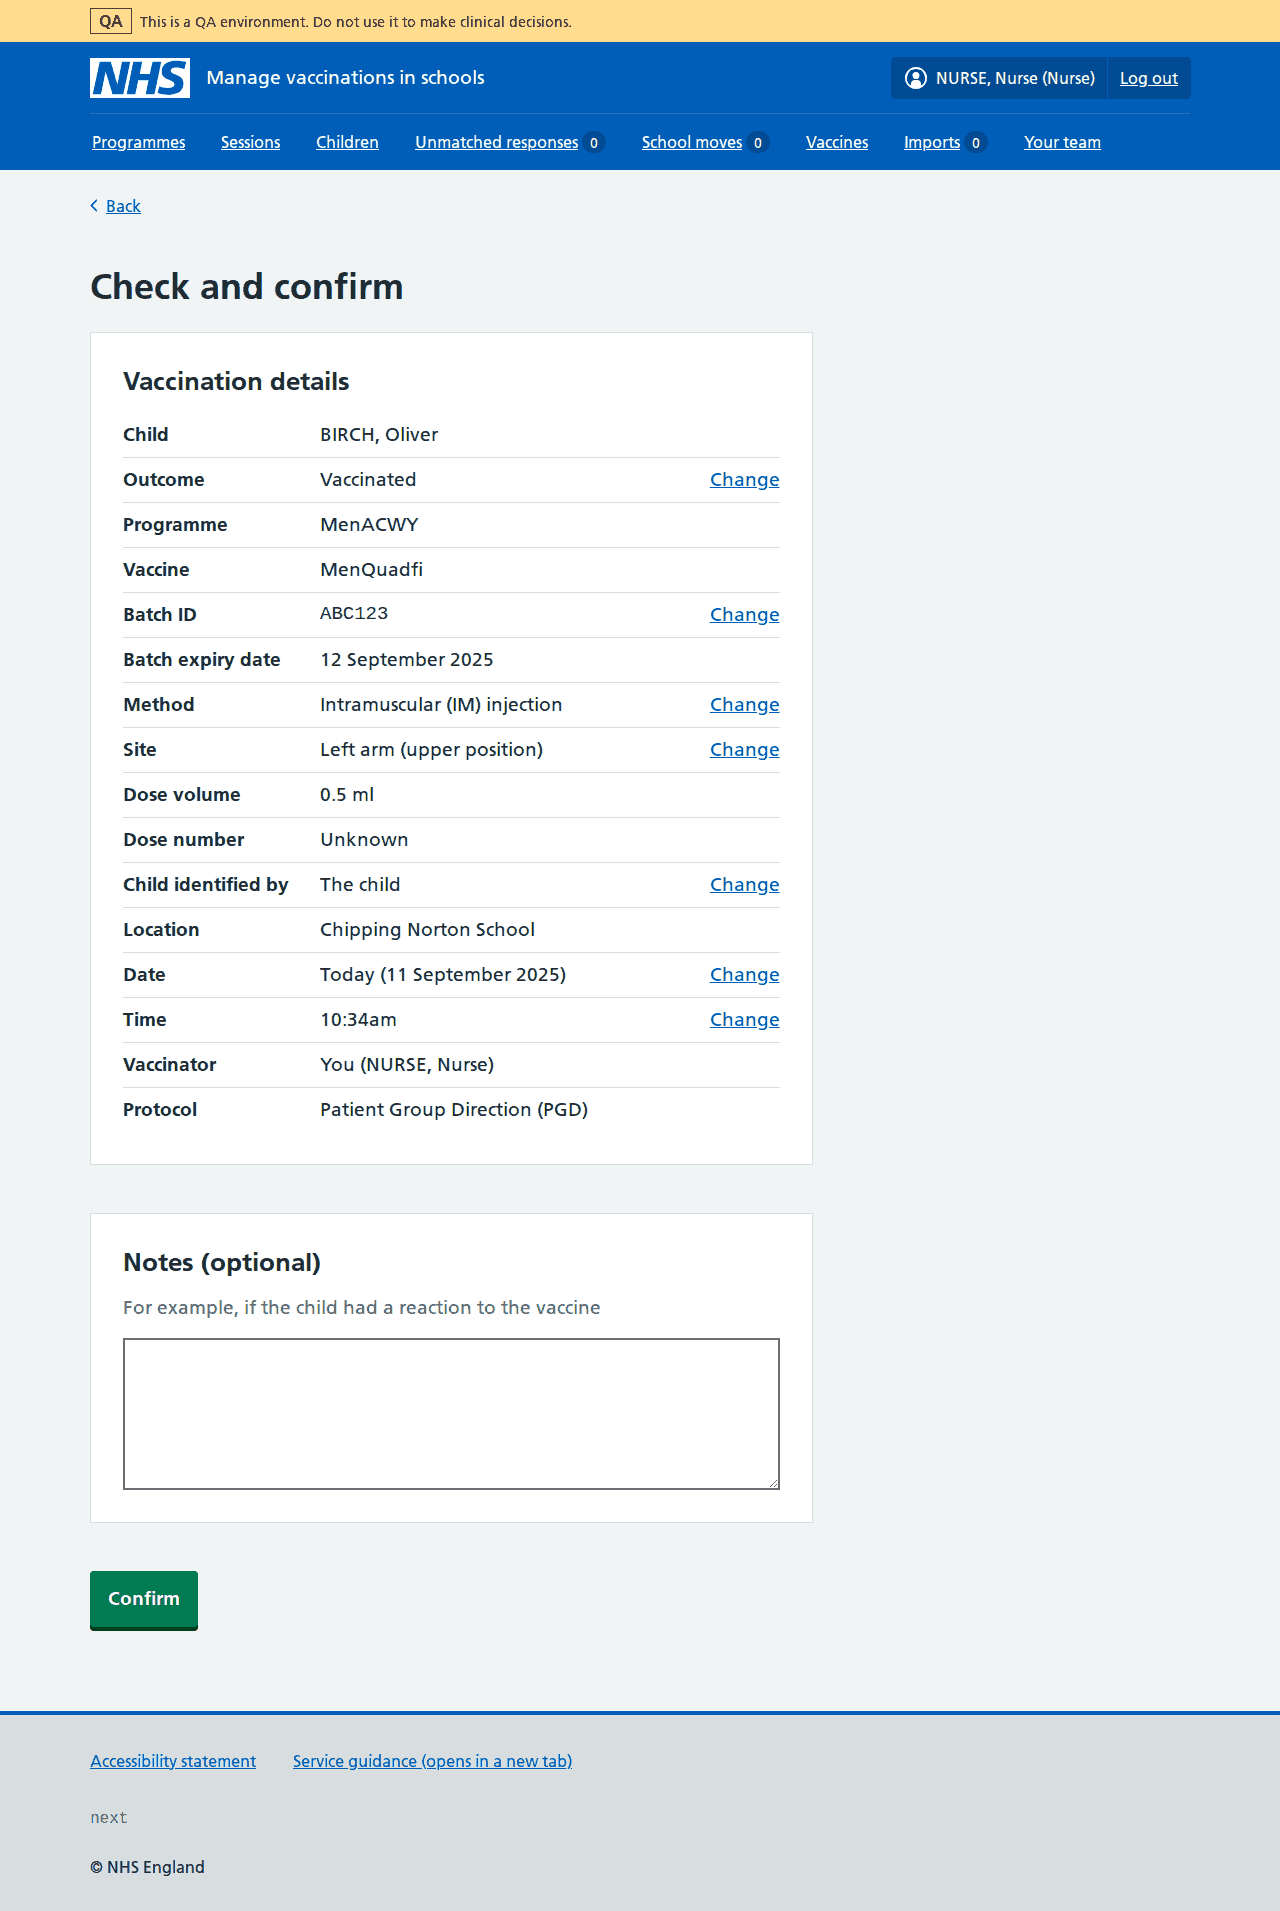 QA This is a QA environment. Do not use it to make clinical decisions.
NHS Manage vaccinations in schools NURSE, Nurse (Nurse) Log out
Programmes Sessions Children Unmatched responses 0 School moves 0 Vaccines Imports 0 Your team
Back
Check and confirm
Vaccination details
Child BIRCH, Oliver
Outcome Vaccinated Change
Programme MenACWY
Vaccine MenQuadfi
Batch ID ABC123 Change
Batch expiry date 12 September 2025
Method Intramuscular (IM) injection Change
Site Left arm (upper position) Change
Dose volume 0.5 ml
Dose number Unknown
Child identified by The child Change
Location Chipping Norton School
Date Today (11 September 2025) Change
Time 10:34am Change
Vaccinator You (NURSE, Nurse)
Protocol Patient Group Direction (PGD)
Notes (optional)
For example, if the child had a reaction to the vaccine
Confirm
Accessibility statement Service guidance (opens in a new tab)
next
© NHS England